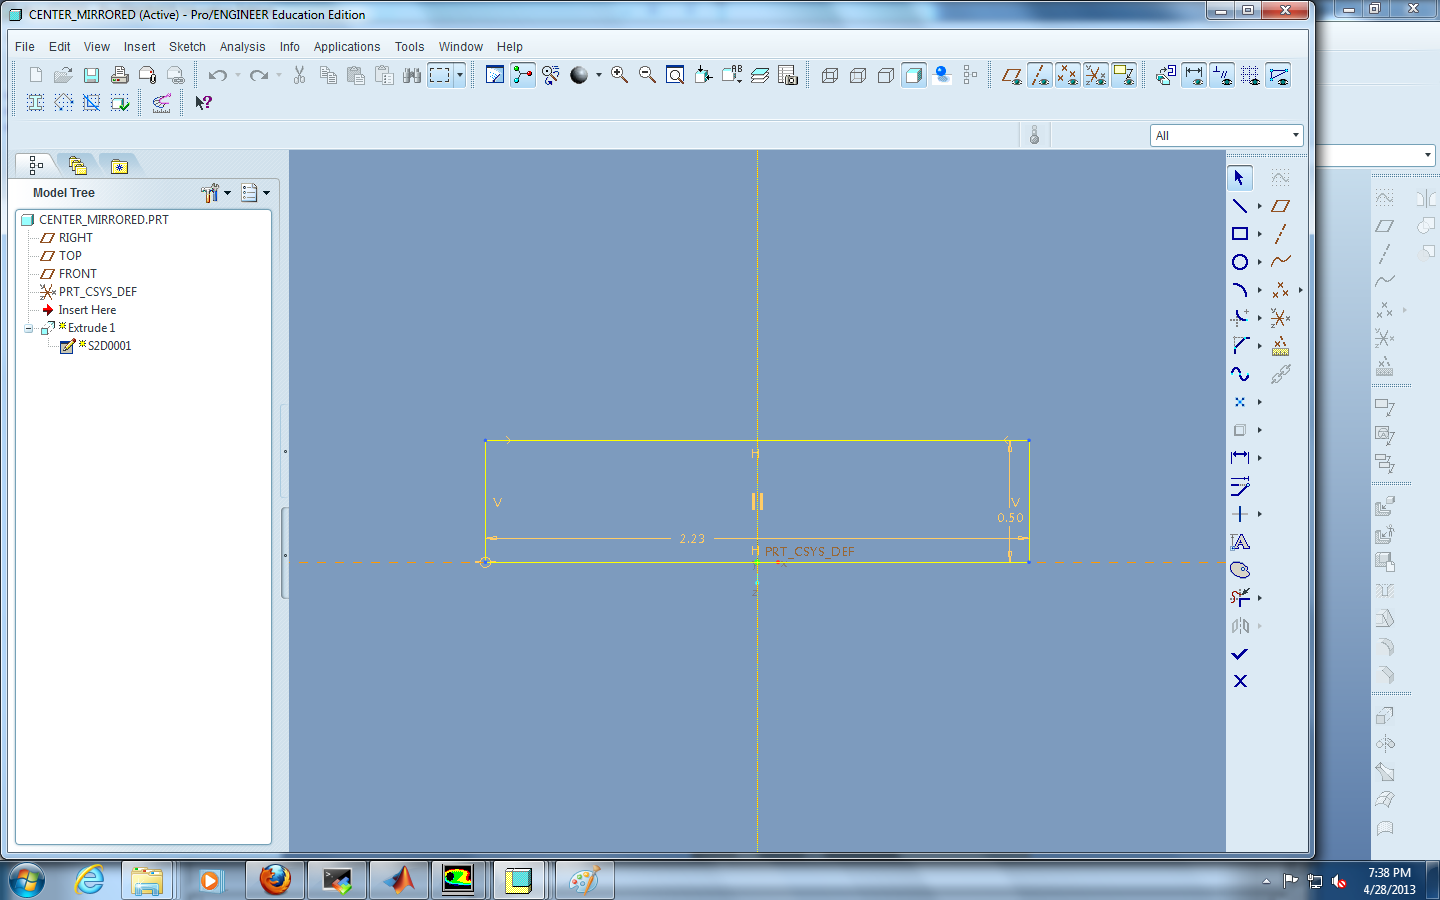 CENTER_MIRRORED (Active) - Pro/ENGINEER Education Edition
File Edit View Insert Sketch Analysis Info Applications Tools Window Help
All
Model Tree
CENTER_MIRRORED.PRT
RIGHT
TOP
FRONT
PRT_CSYS_DEF
Insert Here
Extrude 1
S2D0001
H
V
V
0.50
2.23
H PRT_CSYS_DEF
Z
7:38 PM
4/28/2013